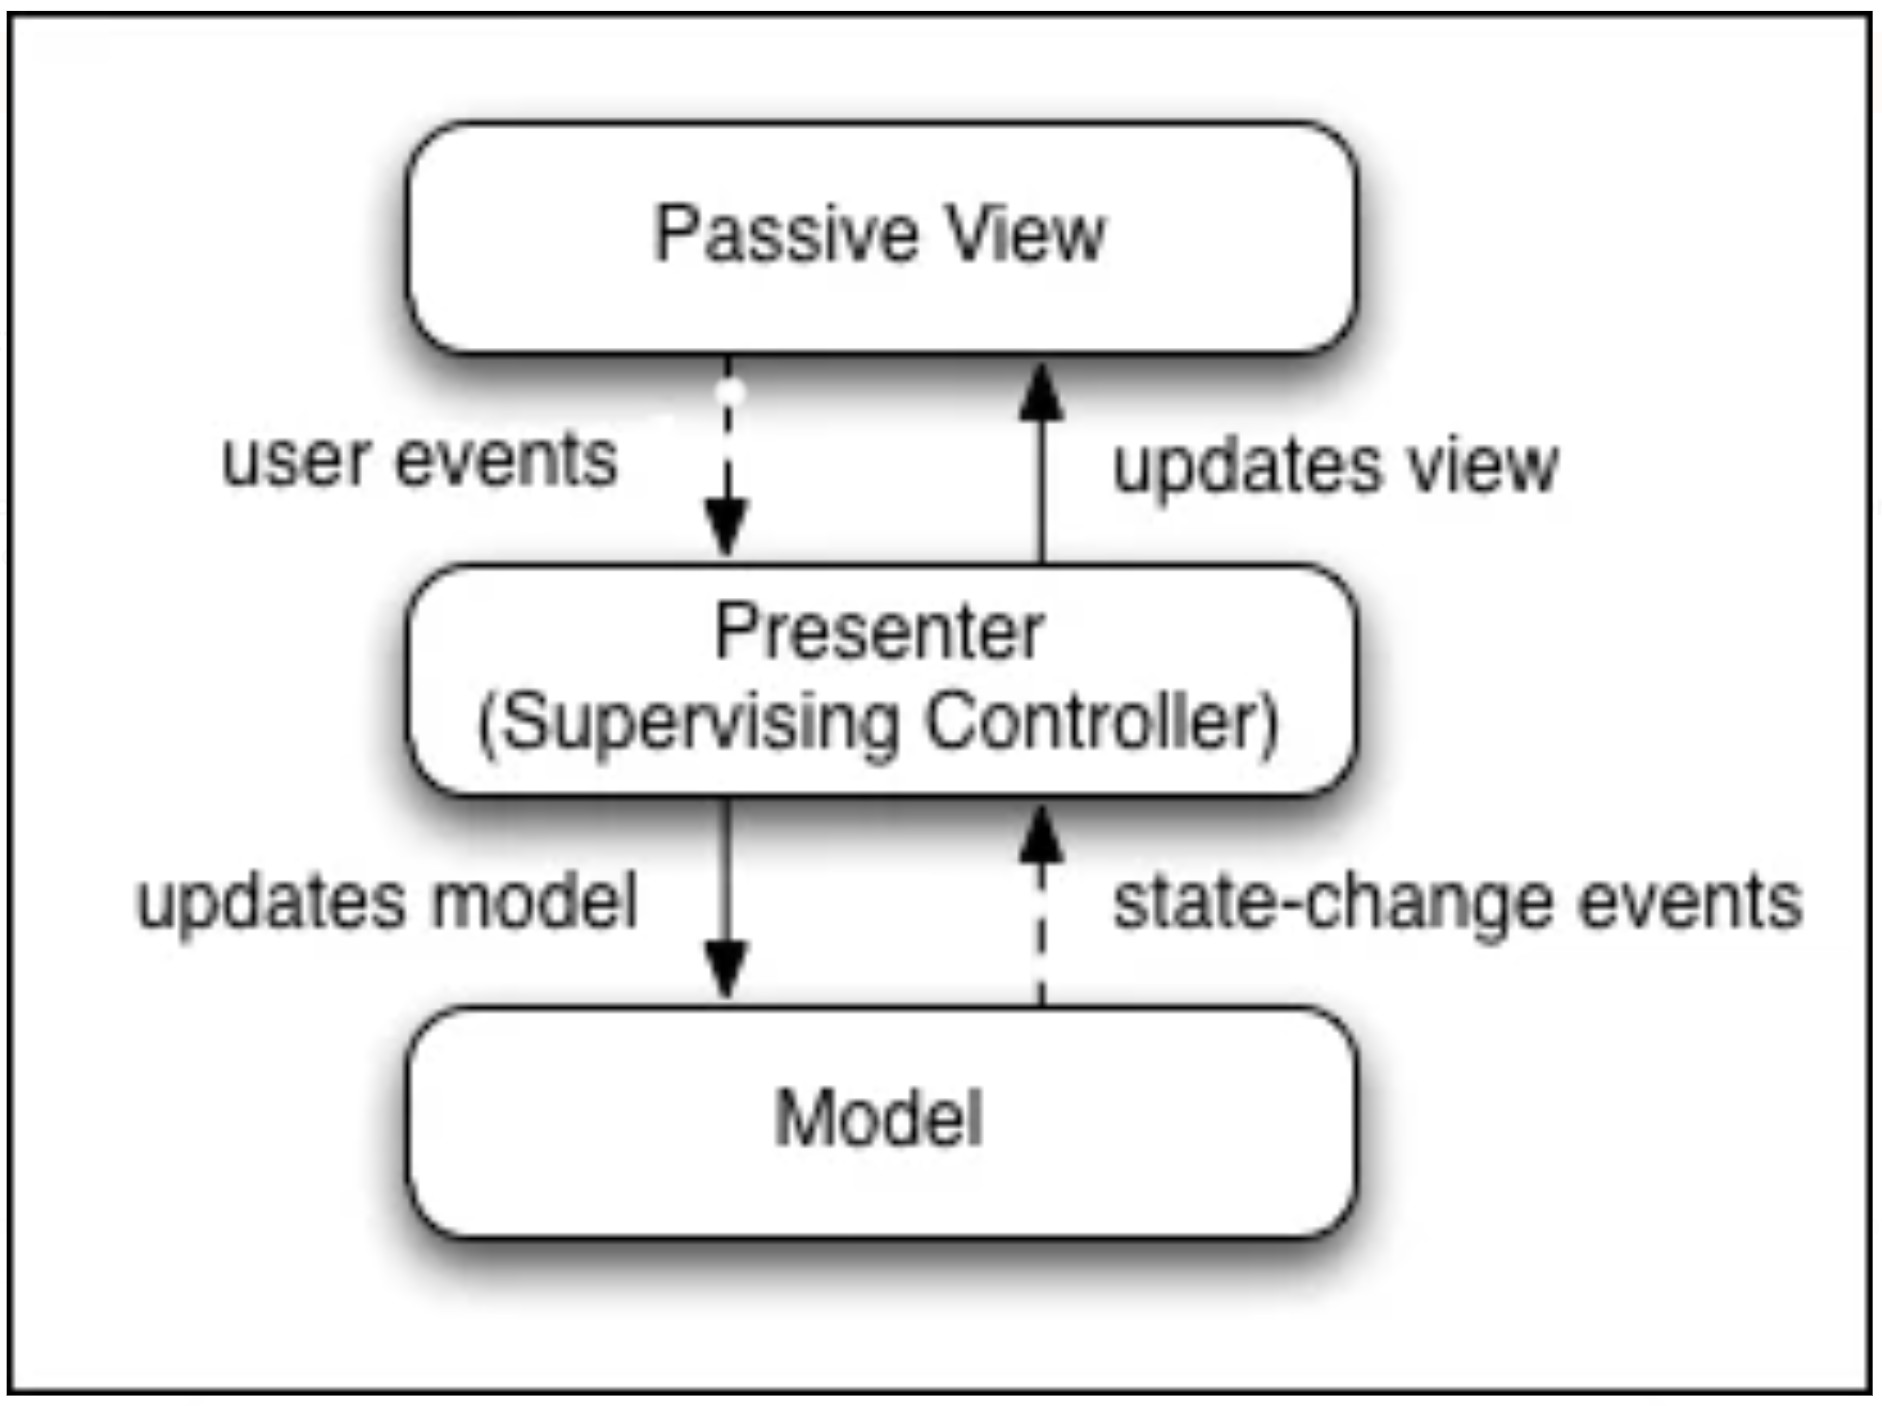 Passive View
user events
updates view
Presenter
(Supervising Controller)
updates model
state-change events
Model